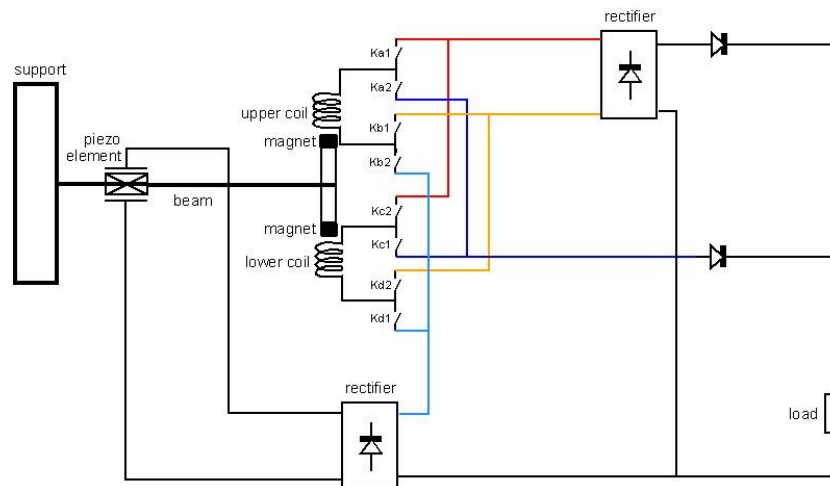 rectifier
support
Ka1
Ka2
upper coil
piezo
element
magnet
Kb1
Kb2
beam
magnet
Kc2
Kc1
lower coil
Kd2
Kd1
rectifier
load